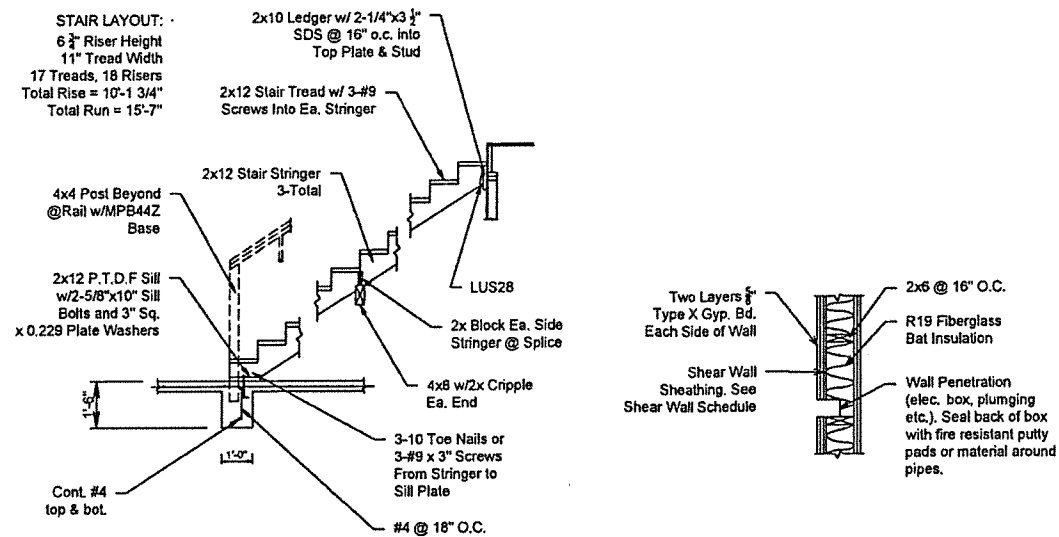 STAIR LAYOUT:
6 3/4" Riser Height
11" Tread Width
17 Treads, 18 Risers
Total Rise = 10'-1 3/4"
Total Run = 15'-7"
2x10 Ledger w/ 2-1/4"x3 1/2"
SDS @ 16" o.c. into
Top Plate & Stud
2x12 Stair Tread w/ 3-#9
Screws Into Ea. Stringer
2x12 Stair Stringer
3-Total
4x4 Post Beyond
@Rail w/MPB44Z
Base
2x12 P.T.D.F Sill
w/2-5/8"x10" Sill
Bolts and 3" Sq.
x 0.229 Plate Washers
LUS28
2x Block Ea. Side
Stringer @ Splice
4x8 w/2x Cripple
Ea. End
3-10 Toe Nails or
3-#9 x 3" Screws
From Stringer to
Sill Plate
#4 @ 18" O.C.
1'-6"
1'-0"
Cont. #4
top & bot.
Two Layers 5/8"
Type X Gyp. Bd.
Each Side of Wall
Shear Wall
Sheathing. See
Shear Wall Schedule
2x6 @ 16" O.C.
R19 Fiberglass
Bat Insulation
Wall Penetration
(elec. box, plumging
etc.). Seal back of box
with fire resistant putty
pads or material around
pipes.